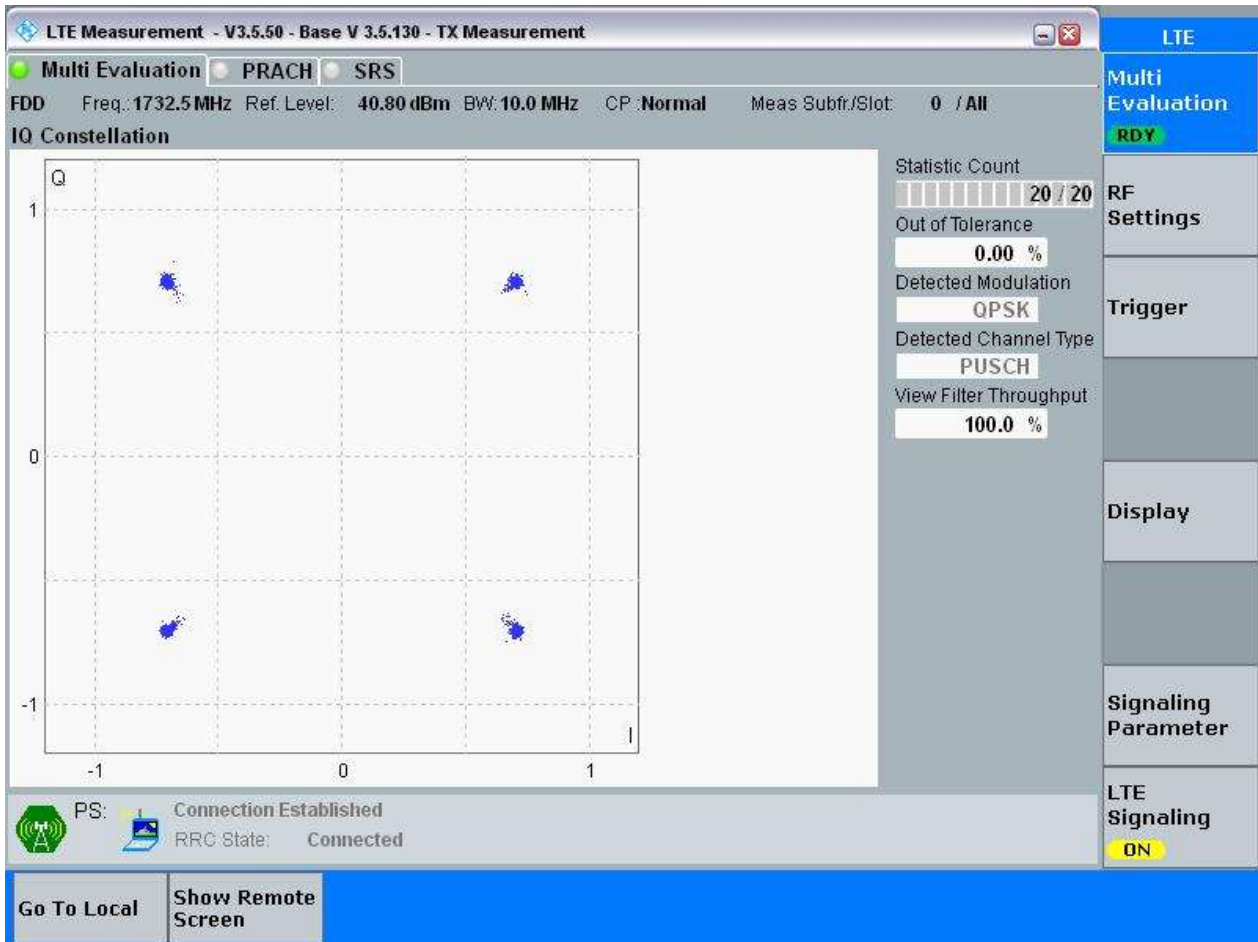 LTE Measurement - V3.5.50 - Base V 3.5.130 - TX Measurement
LTE
Multi Evaluation PRACH SRS
Multi
Evaluation
RDY
FDD Freq.: 1732.5 MHz Ref. Level: 40.80 dBm BW: 10.0 MHz CP : Normal Meas Subfr./Slot: 0 / All
IQ Constellation
Q
1
0
-1
I
-1 0 1
Statistic Count
20 / 20
Out of Tolerance
0.00 %
Detected Modulation
QPSK
Detected Channel Type
PUSCH
View Filter Throughput
100.0 %
RF
Settings
Trigger
Display
Signaling
Parameter
LTE
Signaling
ON
PS: Connection Established
RRC State: Connected
Go To Local
Show Remote
Screen